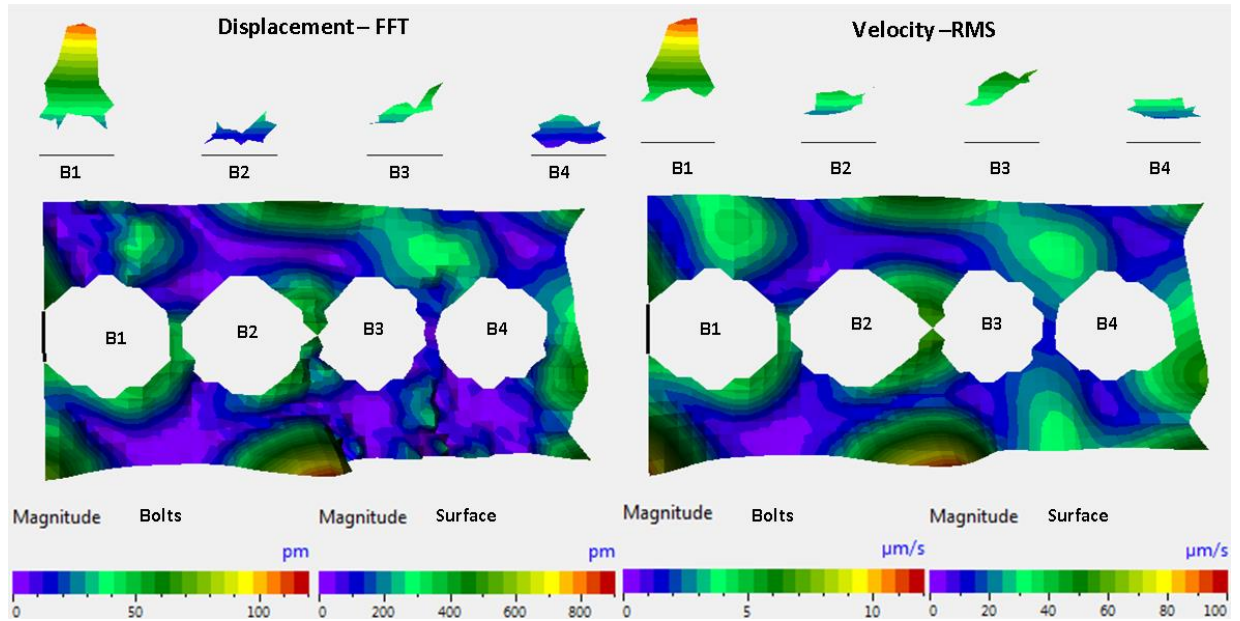 Displacement – FFT
Velocity –RMS
B1 B2 B3 B4 B1 B2 B3 B4
B1 B2 B3 B4 B1 B2 B3 B4
Magnitude Bolts Magnitude Surface Magnitude Bolts Magnitude Surface
pm pm µm/s µm/s
0 50 100 0 200 400 600 800 0 5 10 0 20 40 60 80 100